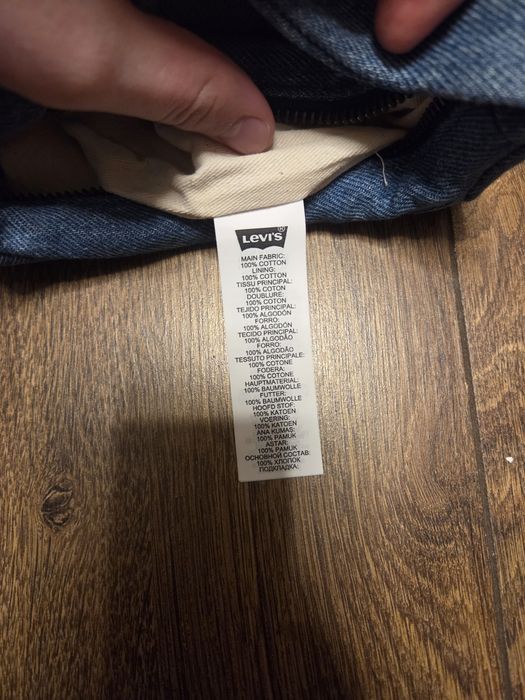 LEVI'S ®
MAIN FABRIC:
100% COTTON
LINING:
100% COTTON
TISSU PRINCIPAL:
100% COTON
DOUBLURE:
100% COTON
TEJIDO PRINCIPAL:
100% ALGODÓN
FORRO:
100% ALGODÓN
TECIDO PRINCIPAL:
100% ALGODÃO
FORRO:
100% ALGODÃO
TESSUTO PRINCIPALE:
100% COTONE
FODERA:
100% COTONE
HAUPTMATERIAL:
100% BAUMWOLLE
FUTTER:
100% BAUMWOLLE
HOOFD STOF:
100% KATOEN
VOERING:
100% KATOEN
ANA KUMAS:
100% PAMUK
ASTAR:
100% PAMUK
ОСНОВНОЙ СОСТАВ:
100% ХЛОПОК
ПОДКЛАДКА: